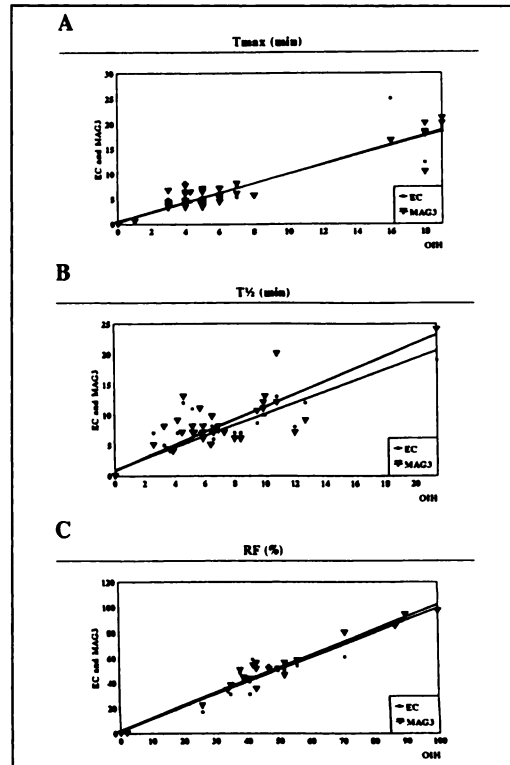 A
Tmax (min)
EC and MAG3
30
25
20
15
10
5
0
0 2 4 6 8 10 12 14 16 18
OIH
EC
MAG3
B
T½ (min)
EC and MAG3
25
20
15
10
5
0
0 2 4 6 8 10 12 14 16 18 20
OIH
EC
MAG3
C
RF (%)
EC and MAG3
120
100
80
60
40
20
0
0 10 20 30 40 50 60 70 80 90 100
OIH
EC
MAG3